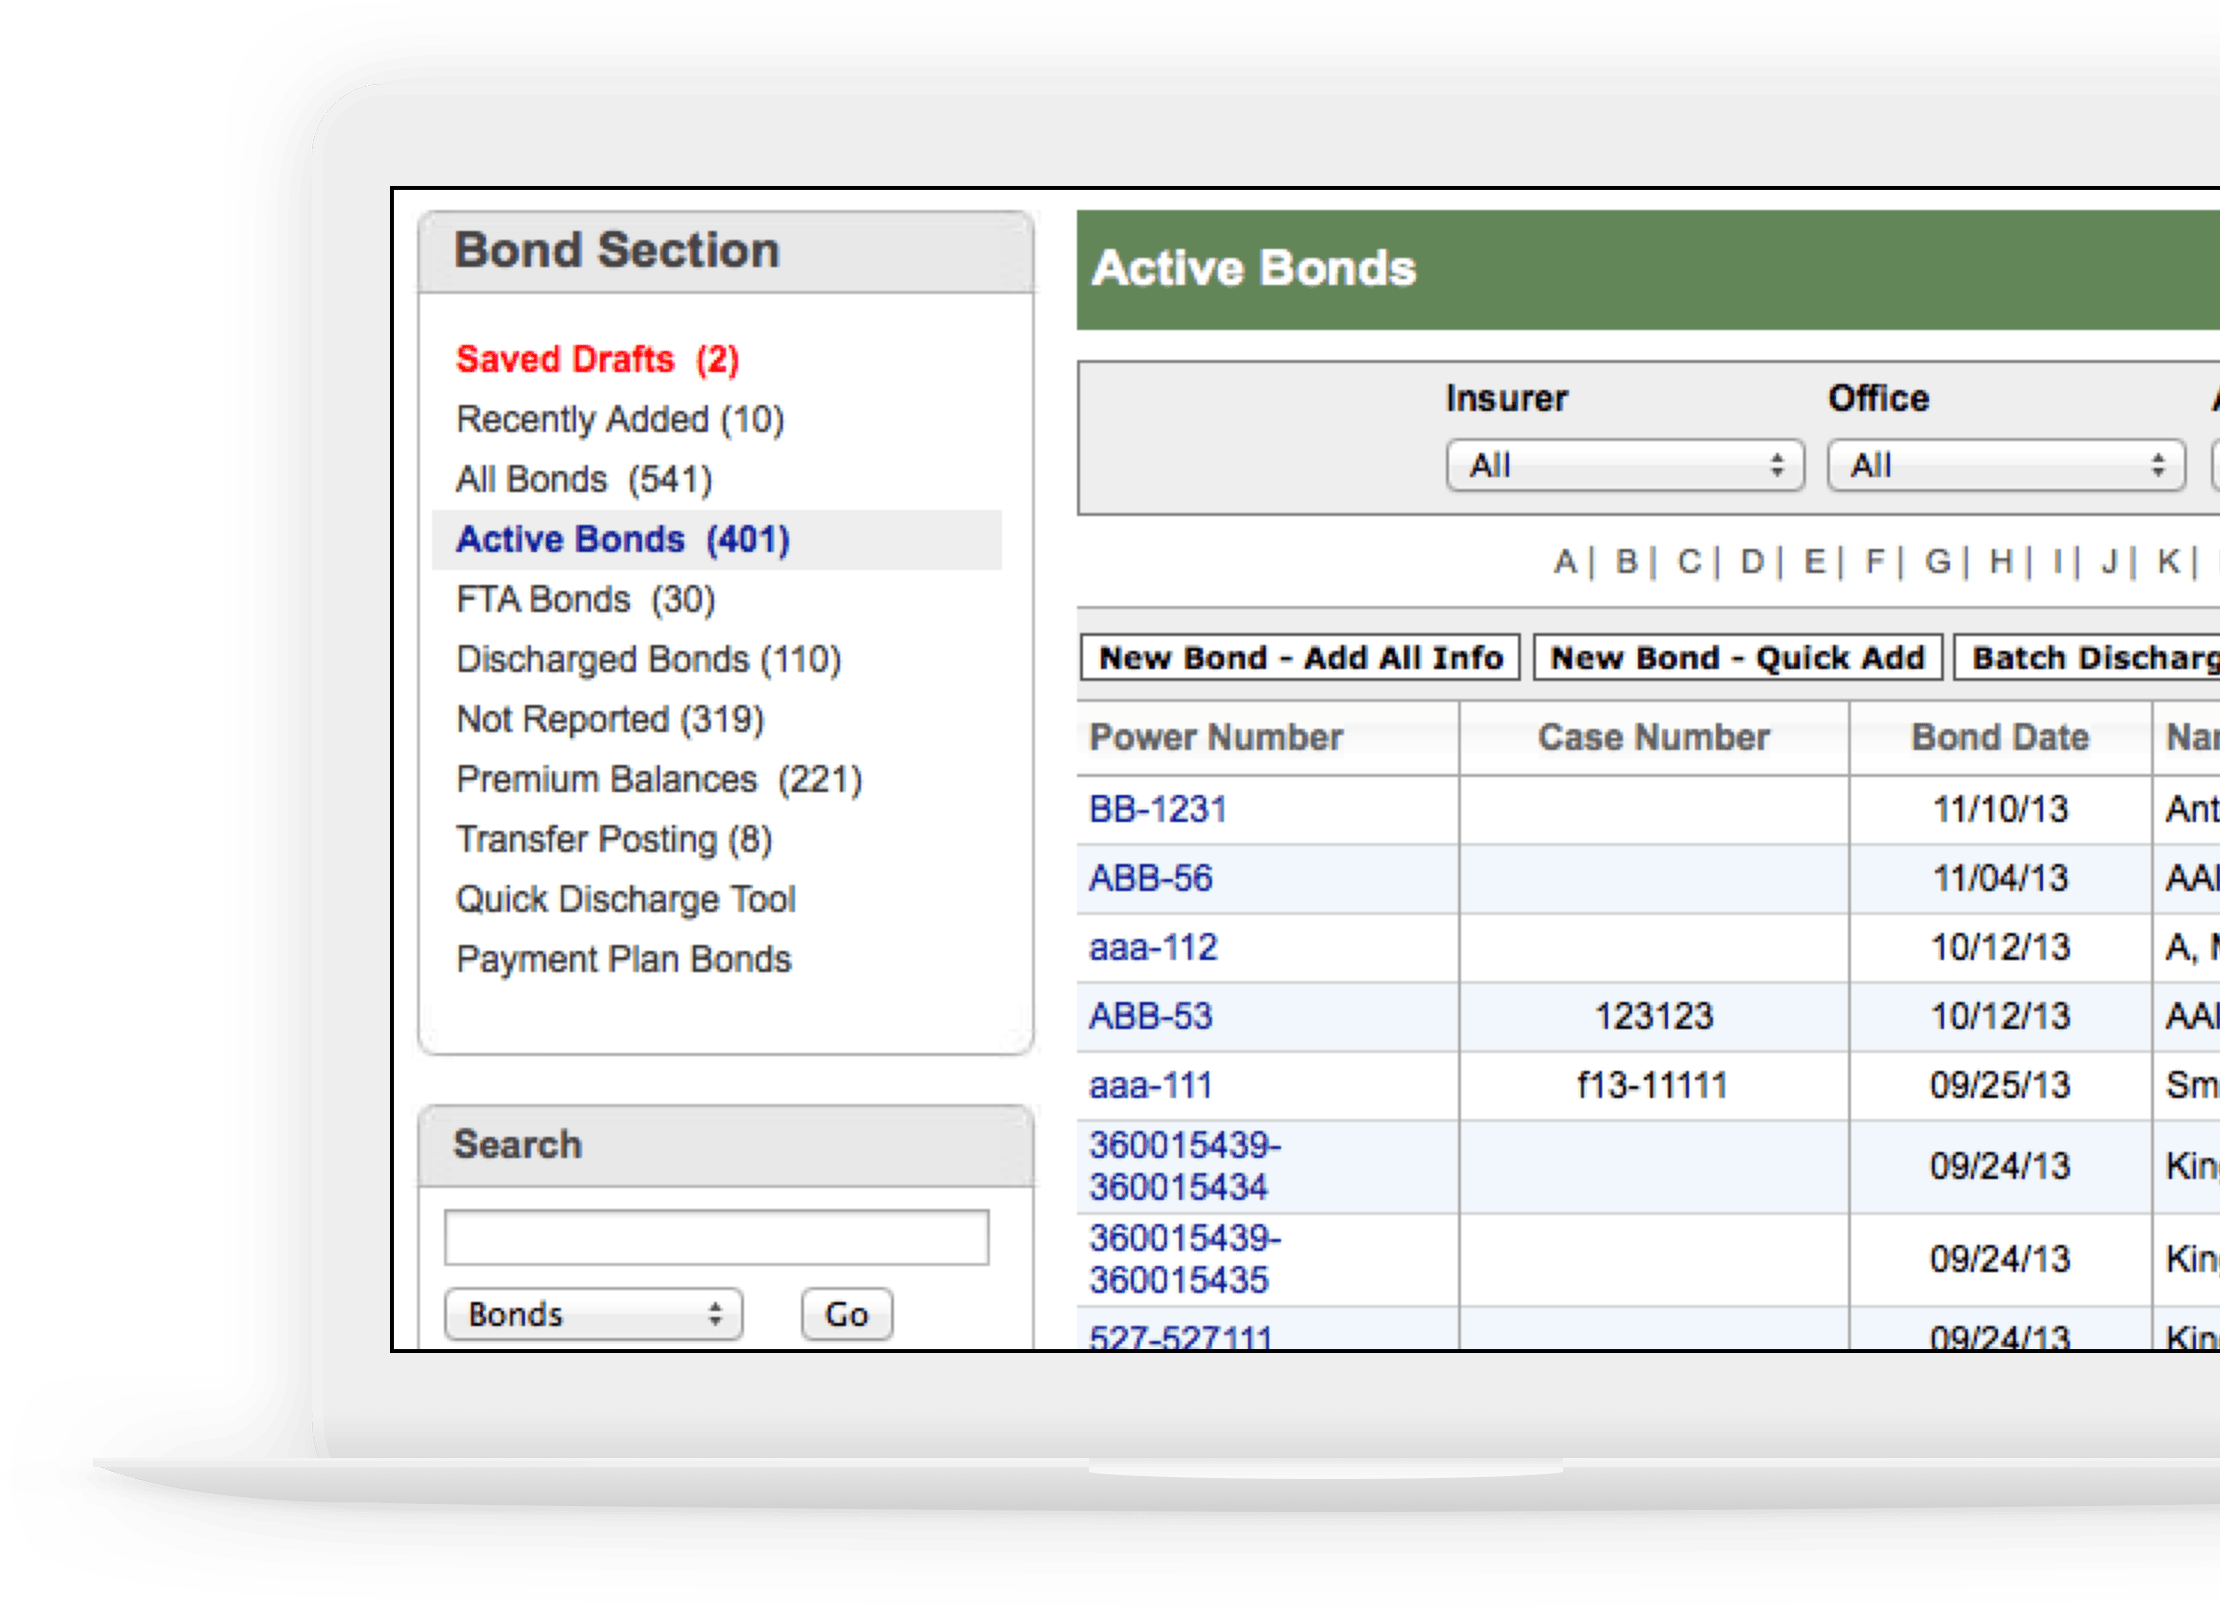 Bond Section
Saved Drafts (2)
Recently Added (10)
All Bonds (541)
Active Bonds (401)
FTA Bonds (30)
Discharged Bonds (110)
Not Reported (319)
Premium Balances (221)
Transfer Posting (8)
Quick Discharge Tool
Payment Plan Bonds
Search
Bonds Go
Active Bonds
Insurer Office
All All
A | B | C | D | E | F | G | H | I | J | K |
New Bond - Add All Info New Bond - Quick Add Batch Discharg
Power Number Case Number Bond Date
BB-1231 11/10/13 Ant
ABB-56 11/04/13
aaa-112 10/12/13 A,
ABB-53 123123 10/12/13
aaa-111 f13-11111 09/25/13 Sm
360015439-
360015434 09/24/13 Kin
360015439-
360015435 09/24/13 Kin
527-527111 09/24/13 Kin